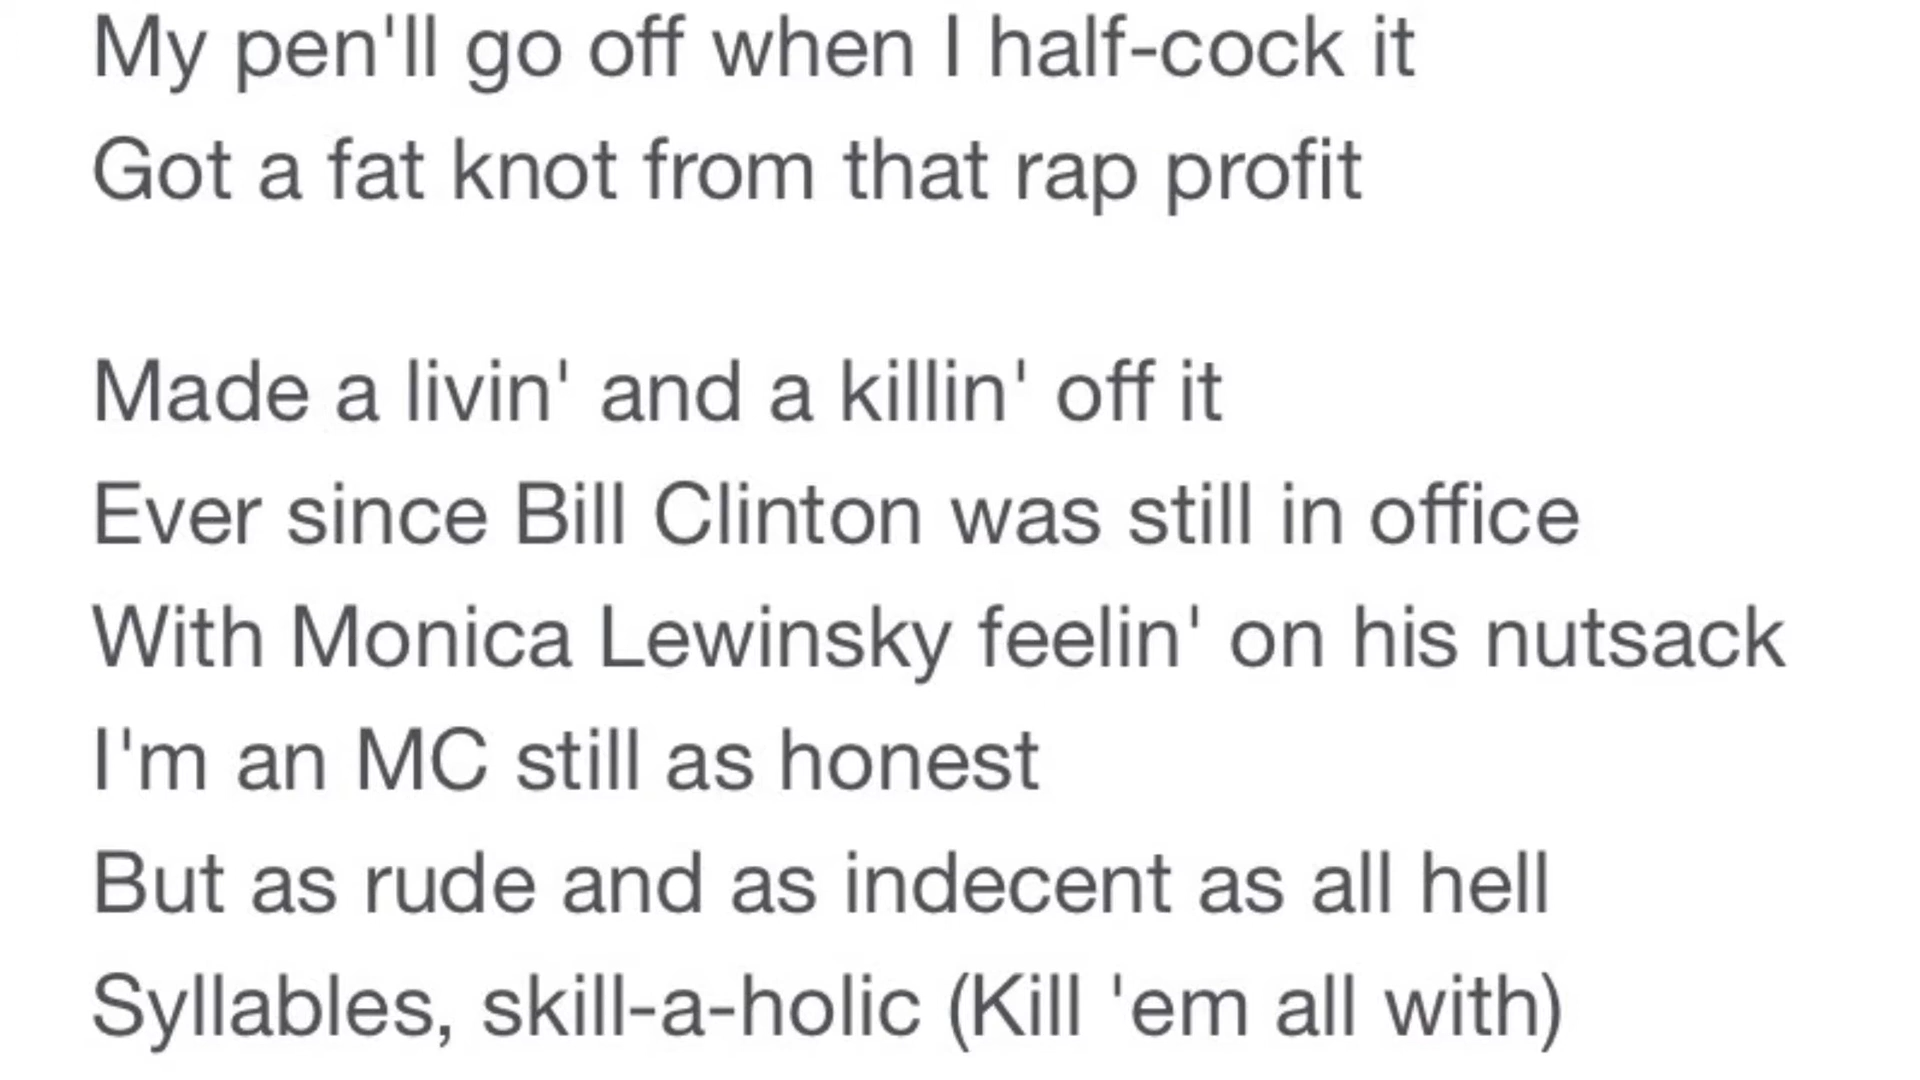 My pen'll go off when I half-cock it
Got a fat knot from that rap profit
Made a livin' and a killin' off it
Ever since Bill Clinton was still in office
With Monica Lewinsky feelin' on his nutsack
I'm an MC still as honest
But as rude and as indecent as all hell
Syllables, skill-a-holic (Kill 'em all with)